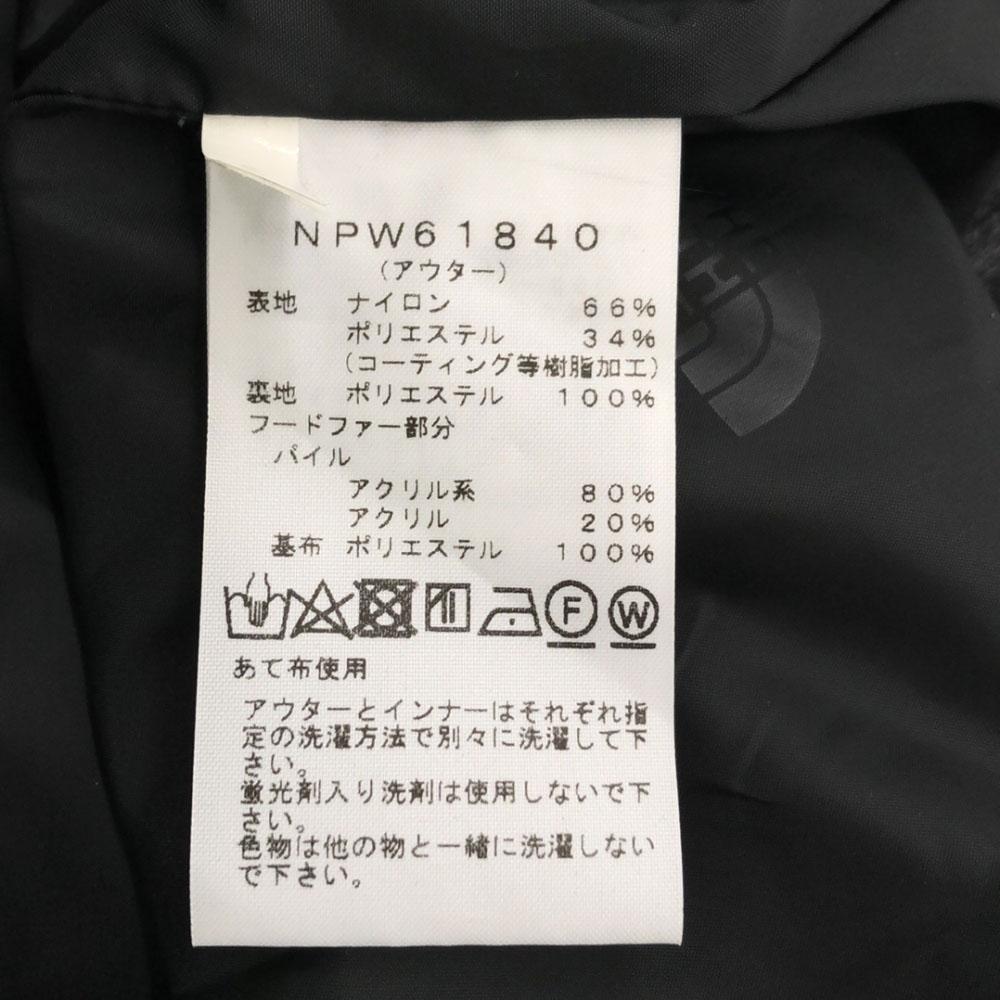 NPW61840
(アウター)
表地 ナイロン 66%
ポリエステル 34%
(コーティング等樹脂加工)
裏地 ポリエステル 100%
フードファー部分
パイル
アクリル系 80%
アクリル 20%
基布 ポリエステル 100%
F W
あて布使用
アウターとインナーはそれぞれ指
定の洗濯方法で別々に洗濯して下
さい。
蛍光剤入り洗剤は使用しないで下
さい。
色物は他の物と一緒に洗濯しない
で下さい。